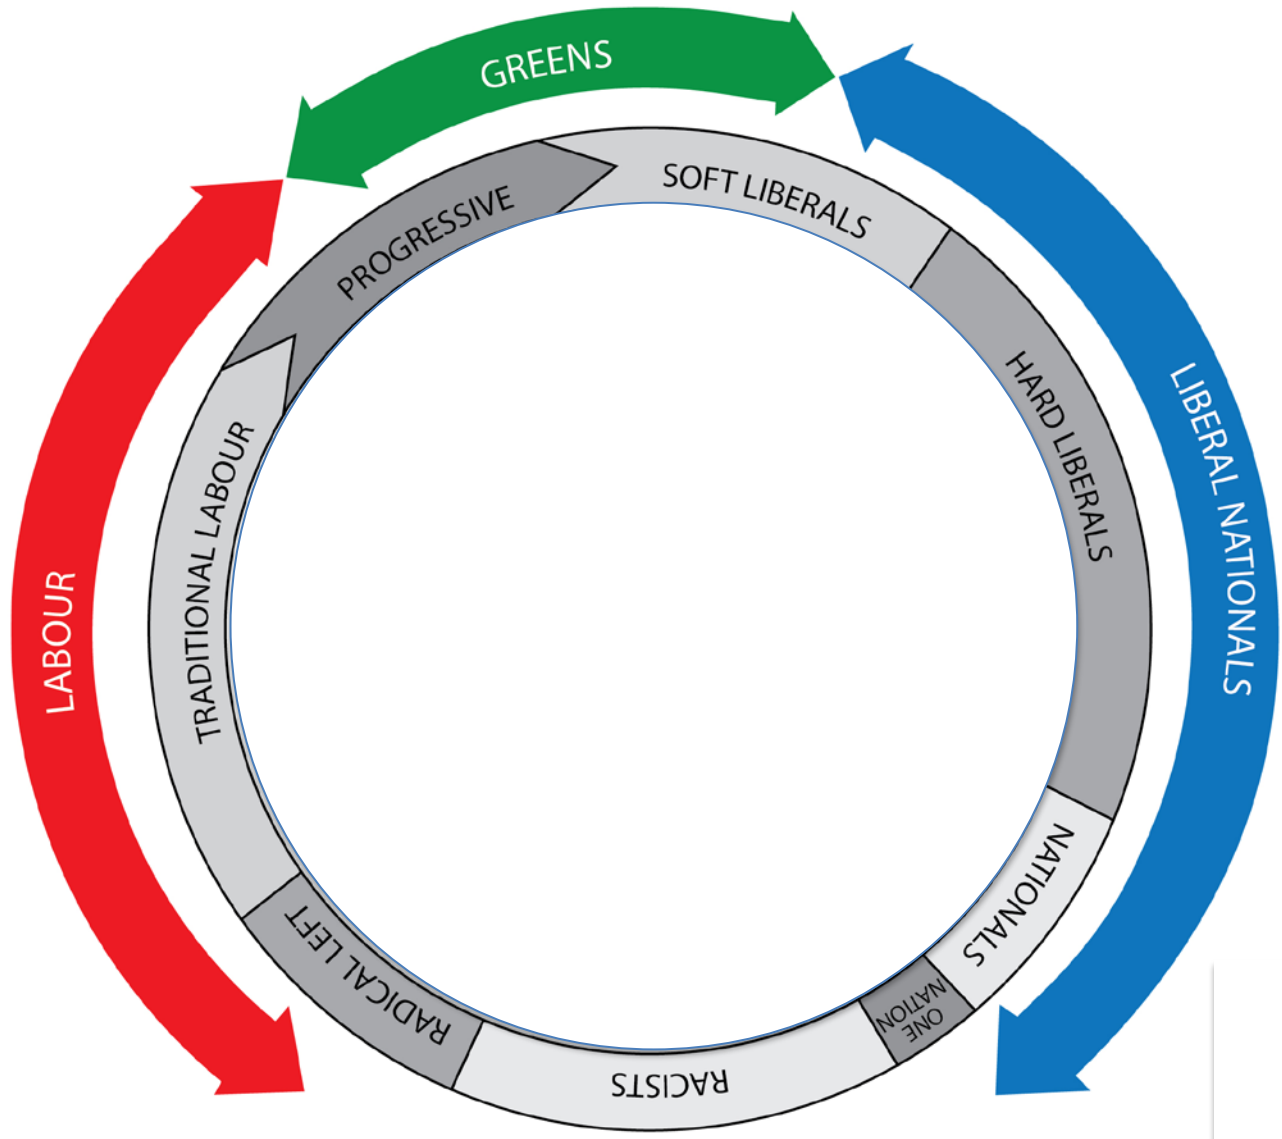 GREENS
PROGRESSIVE
SOFT LIBERALS
HARD LIBERALS
LIBERAL NATIONALS
TRADITIONAL LABOUR
LABOUR
NATIONALS
RADICAL LEFT
ONE
NATION
RACISTS